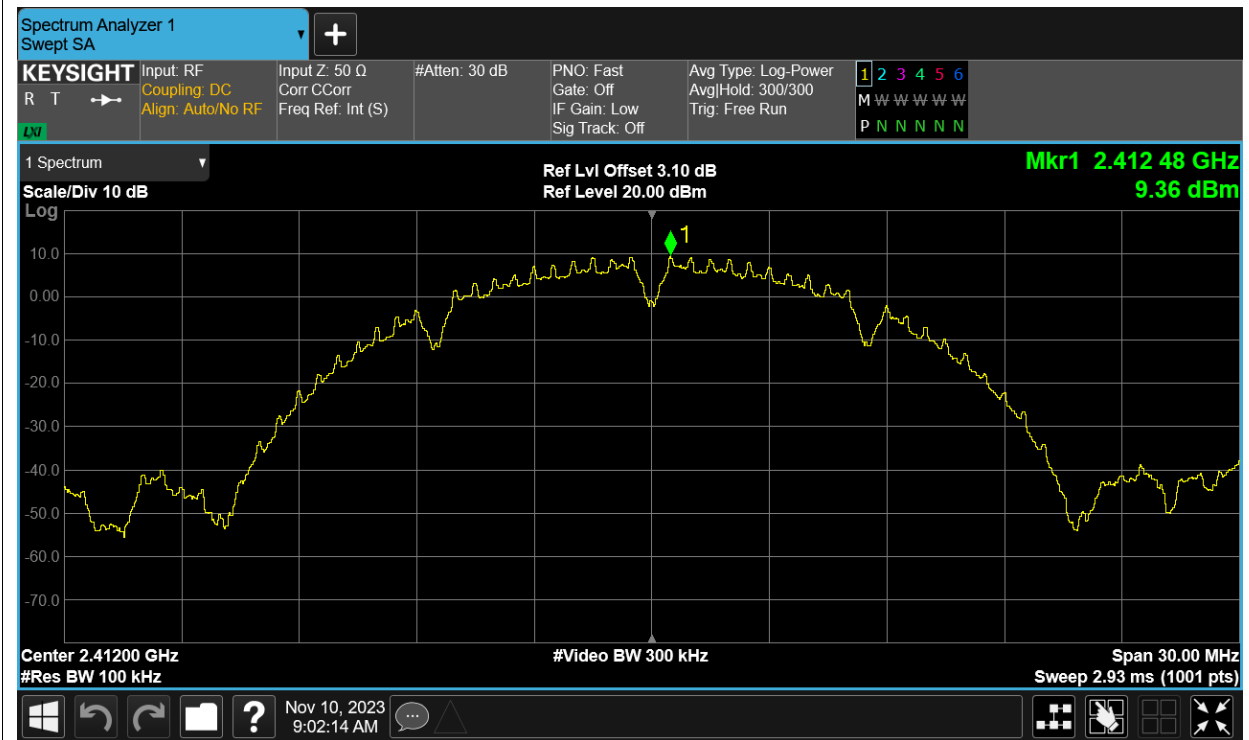 Spectrum Analyzer 1
Swept SA
KEYSIGHT
R T
LXI
Input: RF
Coupling: DC
Align: Auto/No RF
Input Z: 50 Ω
Corr CCorr
Freq Ref: Int (S)
#Atten: 30 dB
PNO: Fast
Gate: Off
IF Gain: Low
Sig Track: Off
Avg Type: Log-Power
Avg|Hold: 300/300
Trig: Free Run
1 2 3 4 5 6
M W W W W W
P N N N N N
1 Spectrum
Scale/Div 10 dB
Ref Lvl Offset 3.10 dB
Ref Level 20.00 dBm
Mkr1 2.412 48 GHz
9.36 dBm
Log
1
10.0
0.00
-10.0
-20.0
-30.0
-40.0
-50.0
-60.0
-70.0
Center 2.41200 GHz
#Res BW 100 kHz
#Video BW 300 kHz
Span 30.00 MHz
Sweep 2.93 ms (1001 pts)
?
Nov 10, 2023
9:02:14 AM